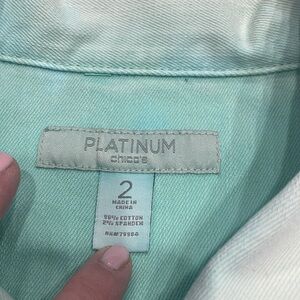 PLATINUM
chico's
2
MADE IN
CHINA
98% COTTON
2% SPANDEX